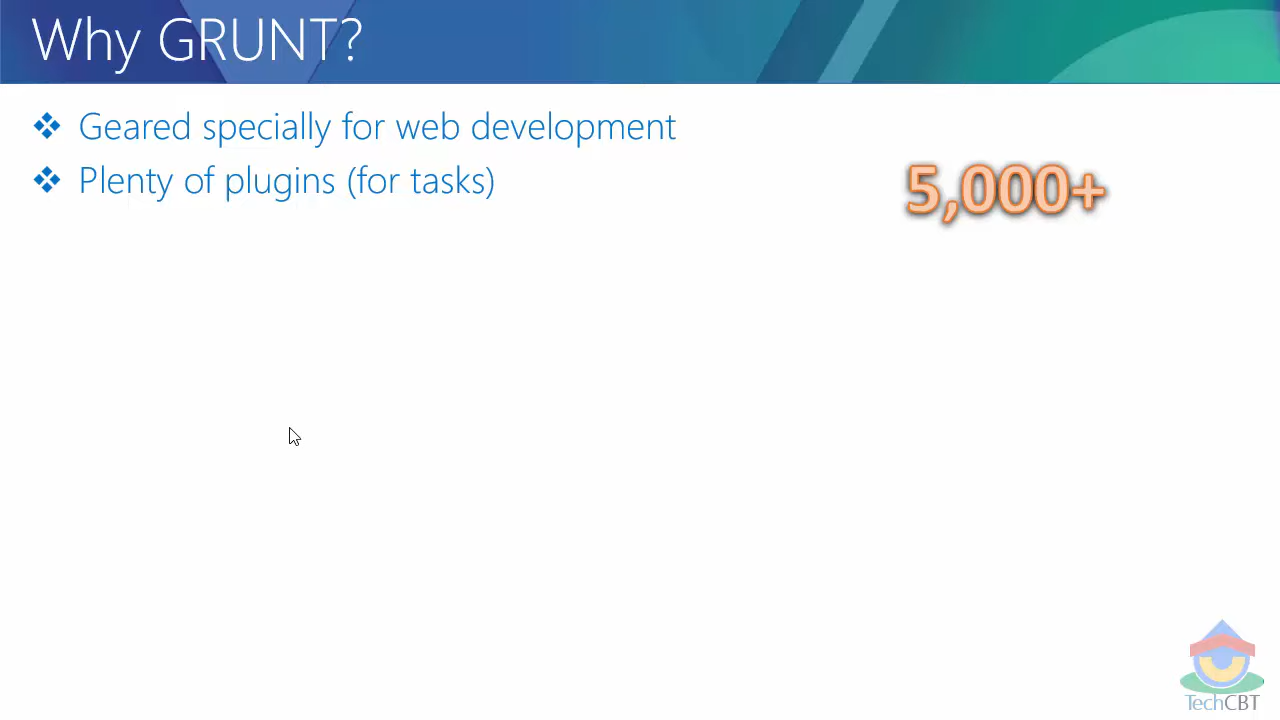 Why GRUNT?
Geared specially for web development
Plenty of plugins (for tasks)
5,000+
TechCBT